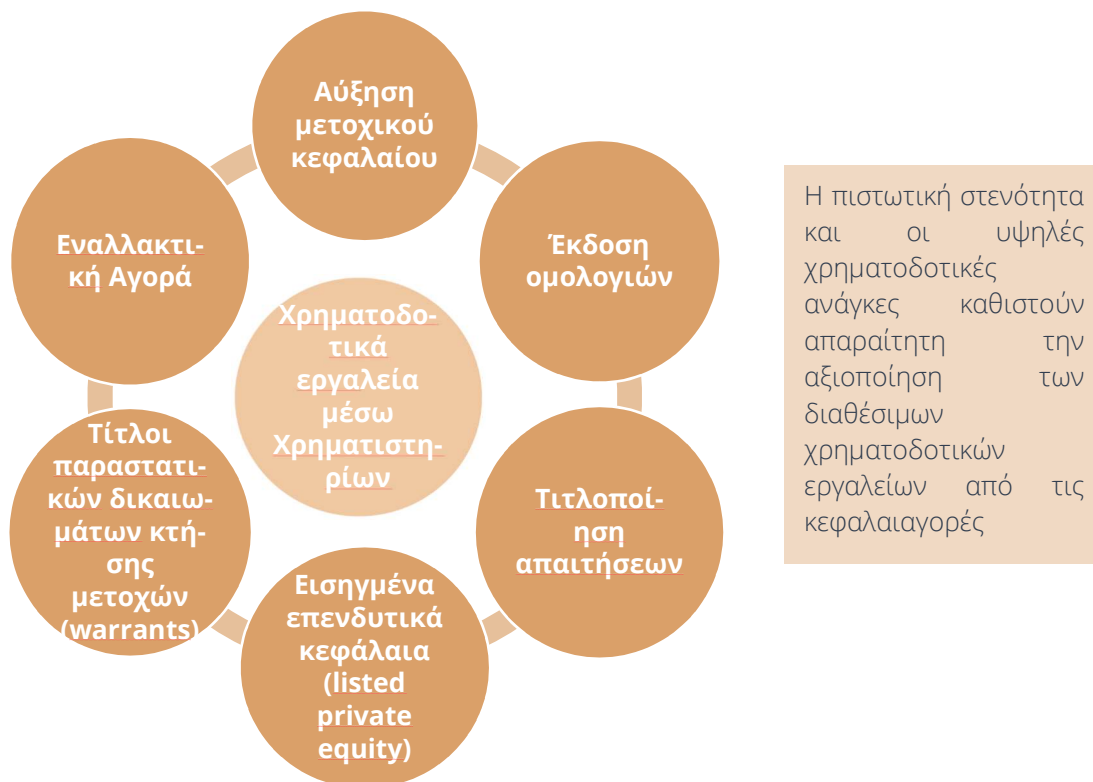 Αύξηση
μετοχικού
κεφαλαίου
Έκδοση
ομολογιών
Τιτλοποί-
ηση
απαιτήσεων
Εισηγμένα
επενδυτικά
κεφάλαια
(listed
private
equity)
Τίτλοι
παραστατι-
κών δικαιω-
μάτων κτή-
σης
μετοχών
(warrants)
Εναλλακτι-
κή Αγορά
Χρηματοδο-
τικά
εργαλεία
μέσω
Χρηματιστη-
ρίων
Η πιστωτική στενότητα
και οι υψηλές
χρηματοδοτικές
ανάγκες καθιστούν
απαραίτητη την
αξιοποίηση των
διαθέσιμων
χρηματοδοτικών
εργαλείων από τις
κεφαλαιαγορές